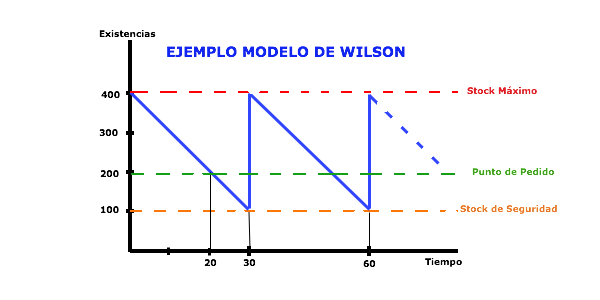 Existencias
EJEMPLO MODELO DE WILSON
400
Stock Máximo
300
200
Punto de Pedido
100
Stock de Seguridad
20
30
60
Tiempo